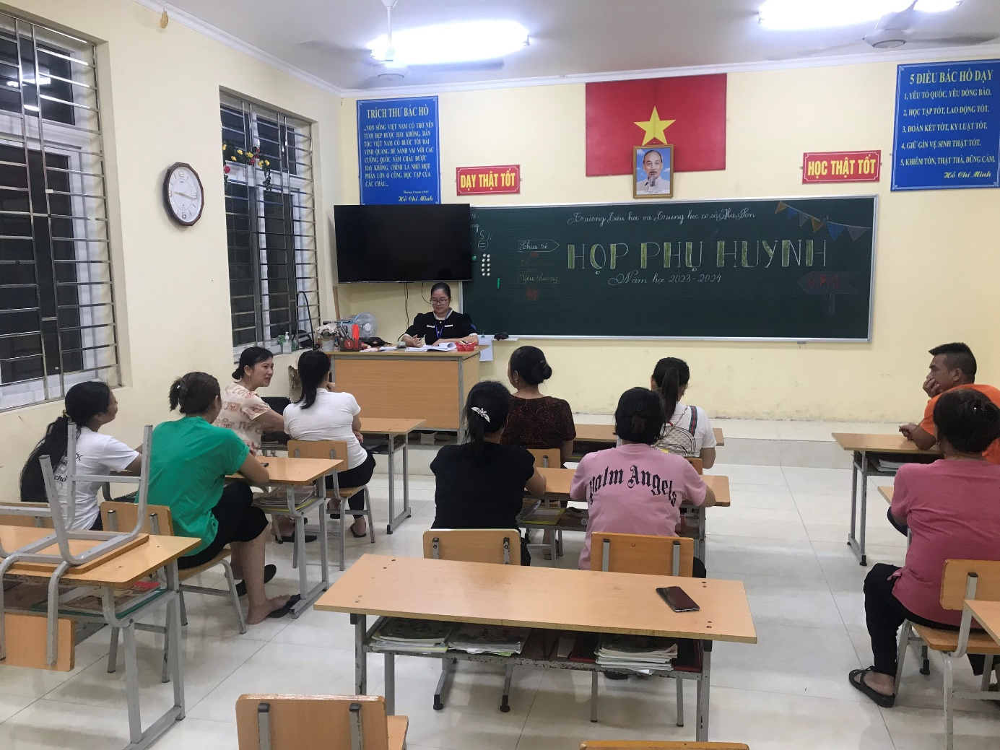 TRÍCH THƯ BÁC HỒ
...NON SÔNG VIỆT NAM CÓ TRỞ NÊN
TƯƠI ĐẸP ĐƯỢC HAY KHÔNG, DÂN
TỘC VIỆT NAM CÓ BƯỚC TỚI ĐÀI
VINH QUANG ĐỂ SÁNH VAI VỚI CÁC
CƯỜNG QUỐC NĂM CHÂU ĐƯỢC
HAY KHÔNG, CHÍNH LÀ NHỜ MỘT
PHẦN LỚN Ở CÔNG HỌC TẬP CỦA
CÁC CHÁU...
Hồ Chí Minh
DẠY THẬT TỐT
HỌC THẬT TỐT
5 ĐIỀU BÁC HỒ DẠY
1, YÊU TỔ QUỐC, YÊU ĐỒNG BÀO.
2, HỌC TẬP TỐT, LAO ĐỘNG TỐT.
3, ĐOÀN KẾT TỐT, KỶ LUẬT TỐT.
4, GIỮ GÌN VỆ SINH THẬT TỐT.
5, KHIÊM TỐN, THẬT THÀ, DŨNG CẢM.
Hồ Chí Minh
Trường Tiểu học và Trung học cơ sở
HỌP PHỤ HUYNH
Năm học 2023-2024
Chia sẻ
Yêu thương
Palm Angels